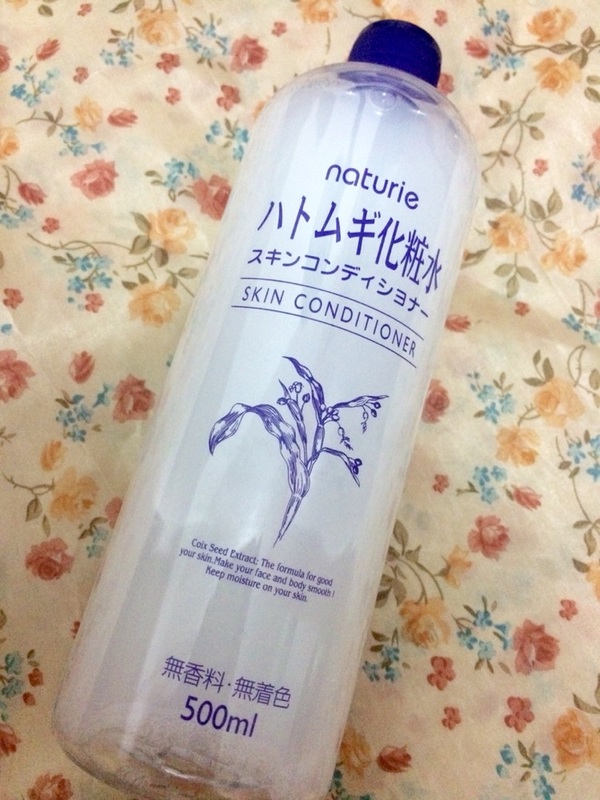 naturie
ハトムギ化粧水
スキンコンディショナー
SKIN CONDITIONER
Coix Seed Extract: The formula for good
your skin.Make your face and body smooth !
Keep moisture on your skin.
無香料・無着色
500ml